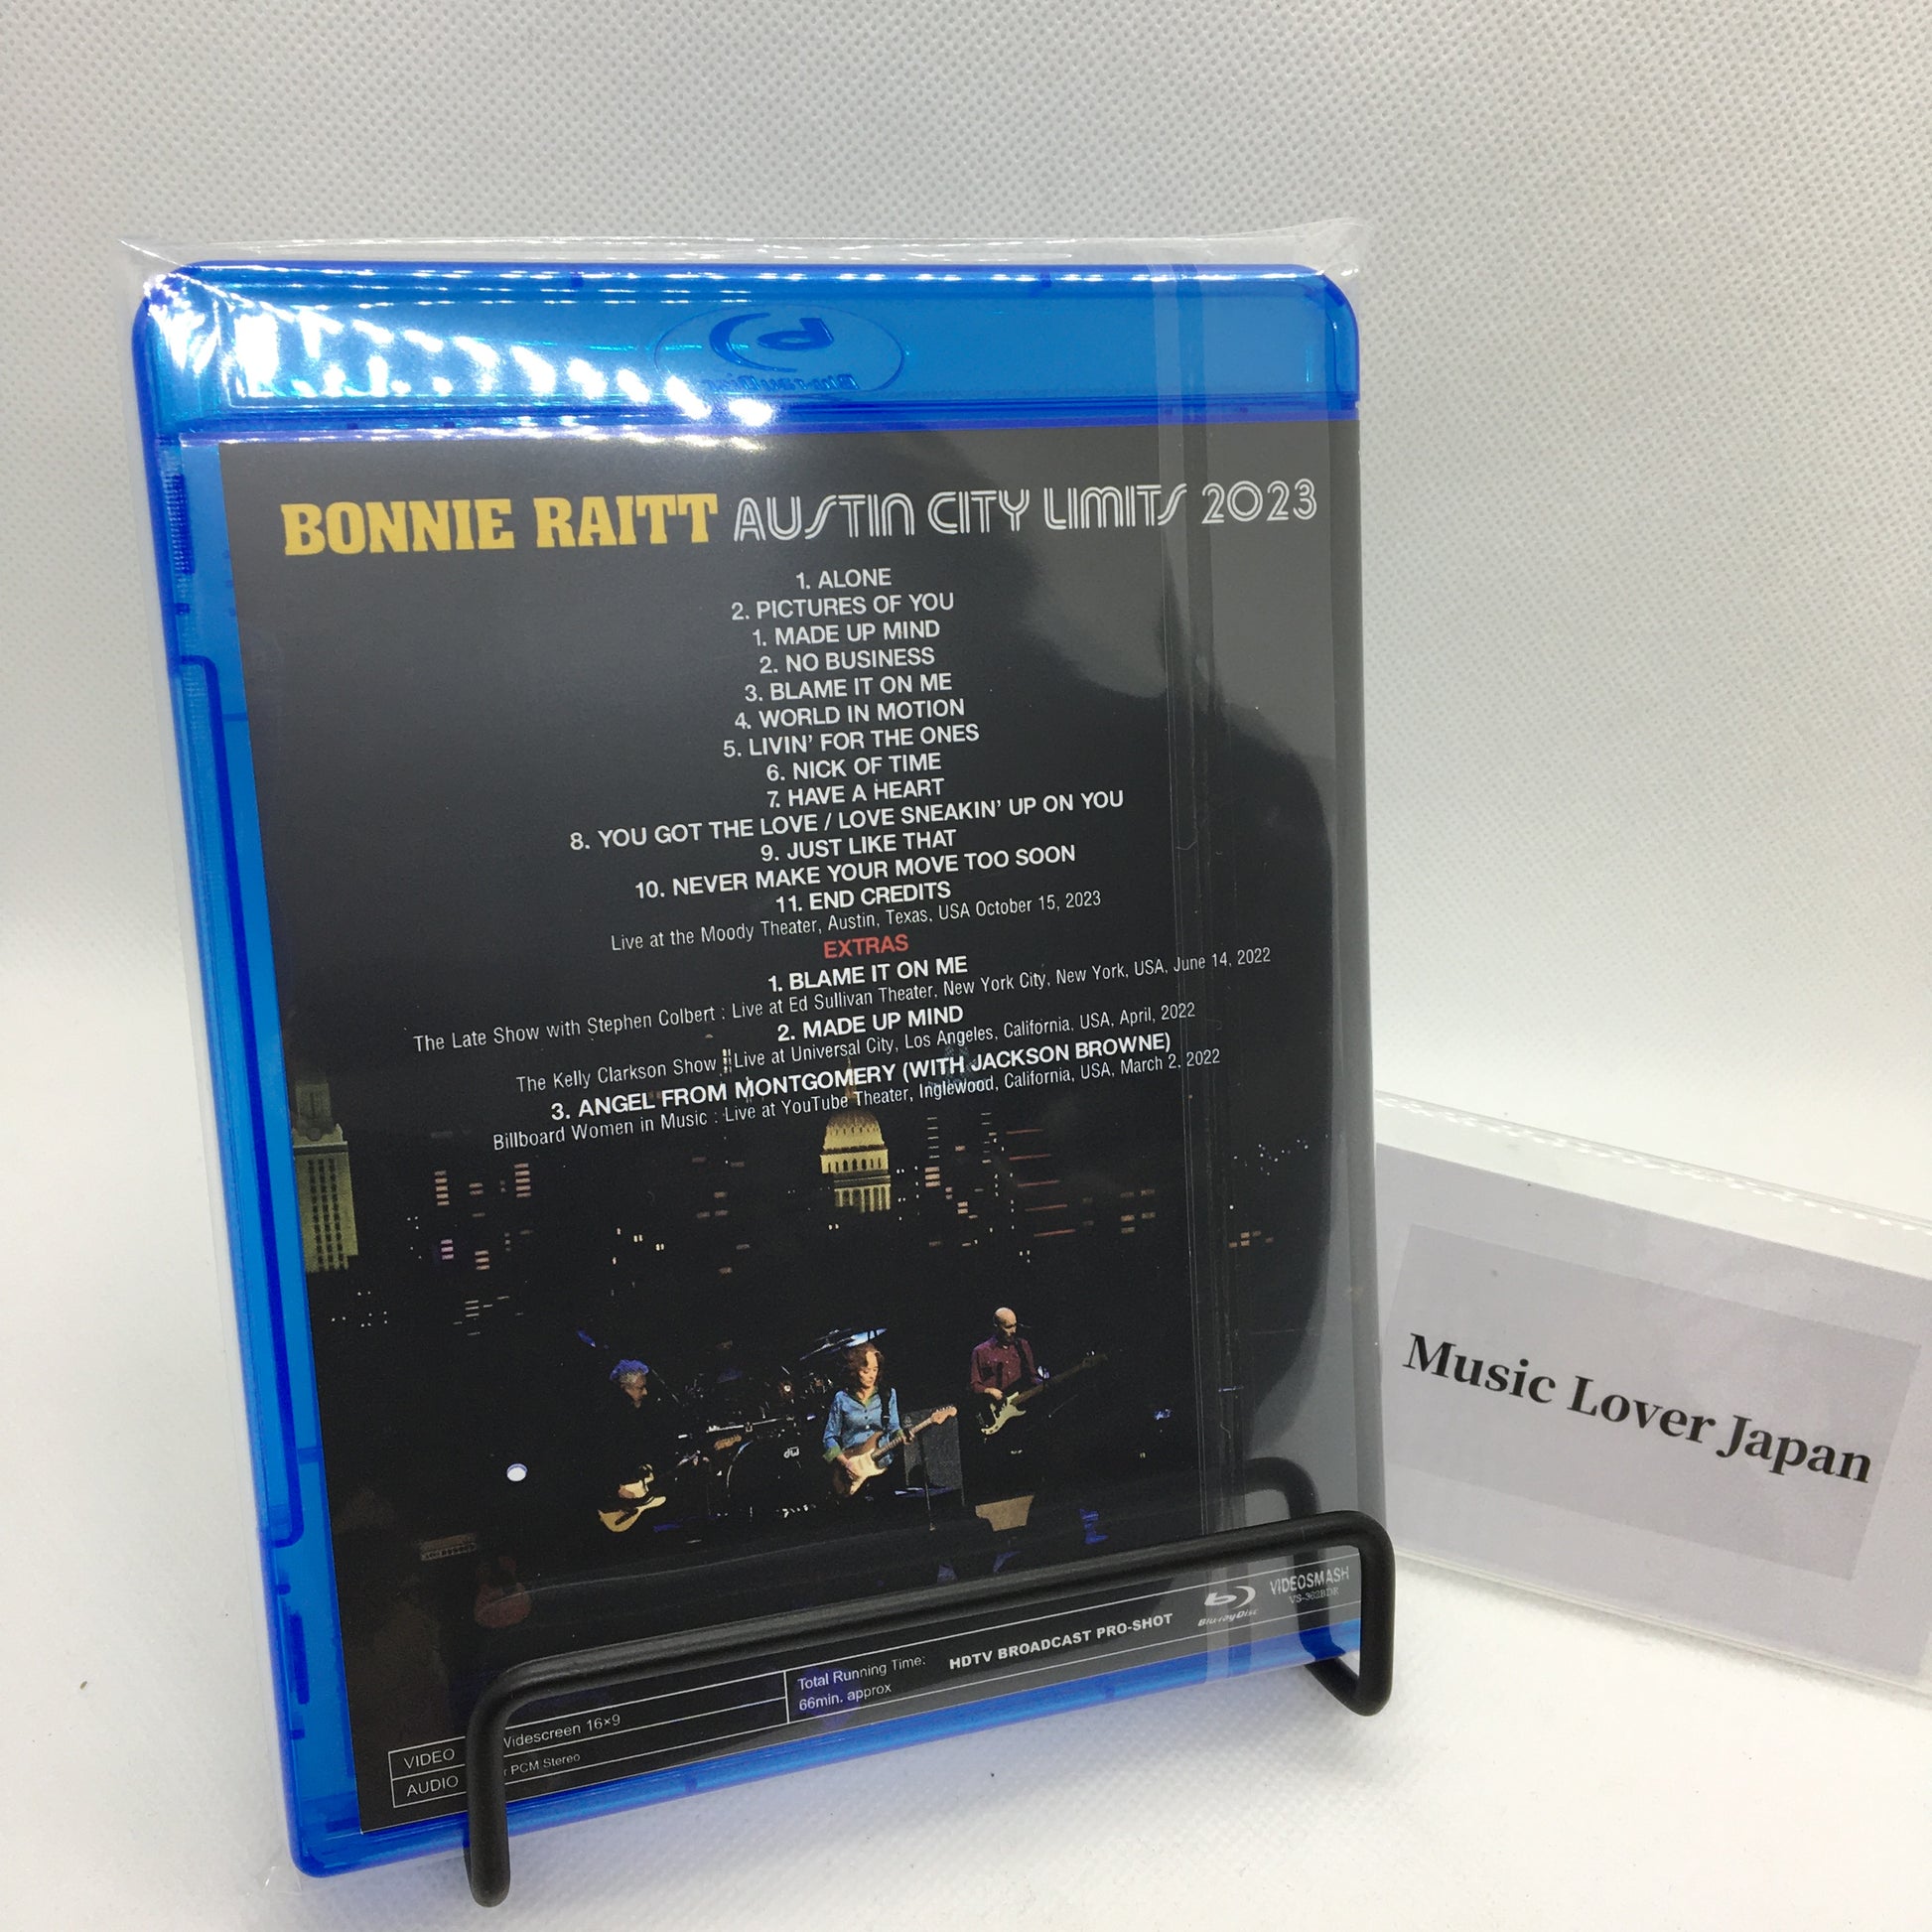 BONNIE RAITT AUSTIN CITY LIMITS 2023
1. ALONE
2. PICTURES OF YOU
1. MADE UP MIND
2. NO BUSINESS
3. BLAME IT ON ME
4. WORLD IN MOTION
5. LIVIN' FOR THE ONES
6. NICK OF TIME
7. HAVE A HEART
8. YOU GOT THE LOVE / LOVE SNEAKIN' UP ON YOU
9. JUST LIKE THAT
10. NEVER MAKE YOUR MOVE TOO SOON
11. END CREDITS
Live at the Moody Theater, Austin, Texas, USA October 15, 2023
EXTRAS
1. BLAME IT ON ME
The Late Show with Stephen Colbert : Live at Ed Sullivan Theater, New York City, New York, USA, June 14, 2022
2. MADE UP MIND
The Kelly Clarkson Show : Live at Universal City, Los Angeles, California, USA, April, 2022
3. ANGEL FROM MONTGOMERY (WITH JACKSON BROWNE)
Billboard Women in Music : Live at YouTube Theater, Inglewood, California, USA, March 2, 2022
dw
VIDEO
Widescreen 16×9
AUDIO
PCM Stereo
Total Running Time:
66min. approx
HDTV BROADCAST PRO-SHOT
Blu-ray Disc
VIDEOSMASH
Music Lover Japan